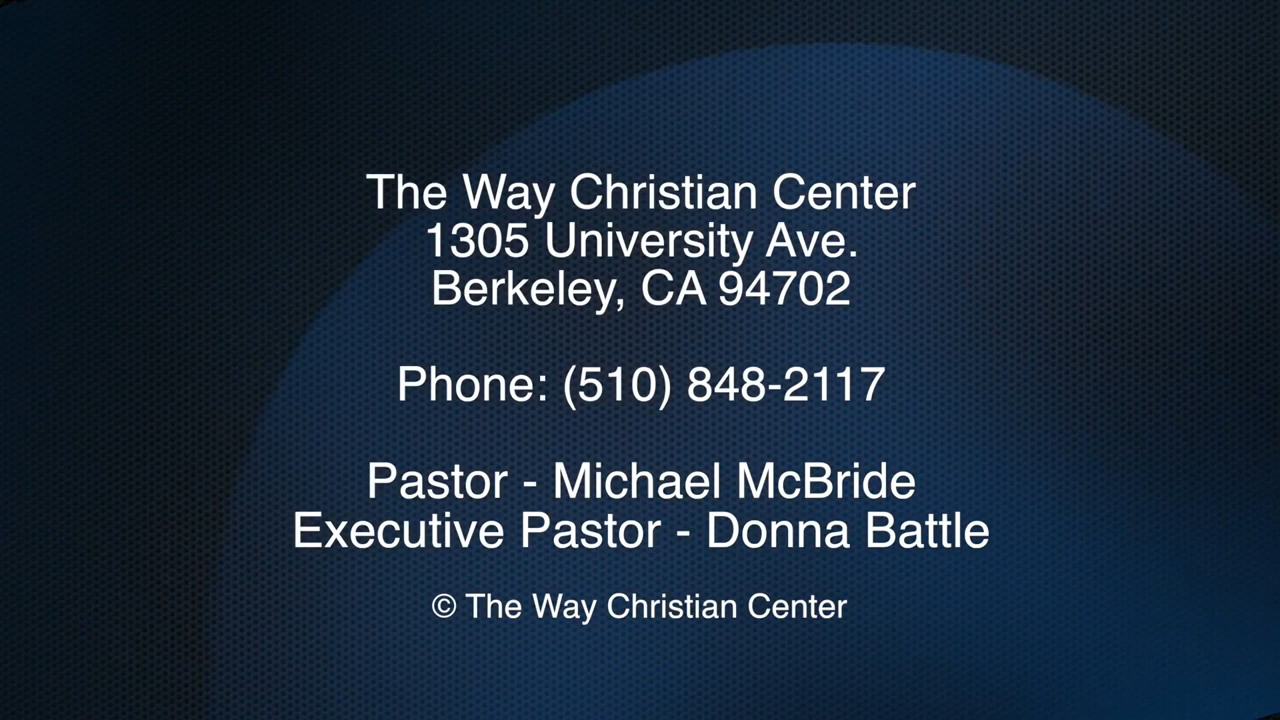 The Way Christian Center
1305 University Ave.
Berkeley, CA 94702
Phone: (510) 848-2117
Pastor - Michael McBride
Executive Pastor - Donna Battle
© The Way Christian Center